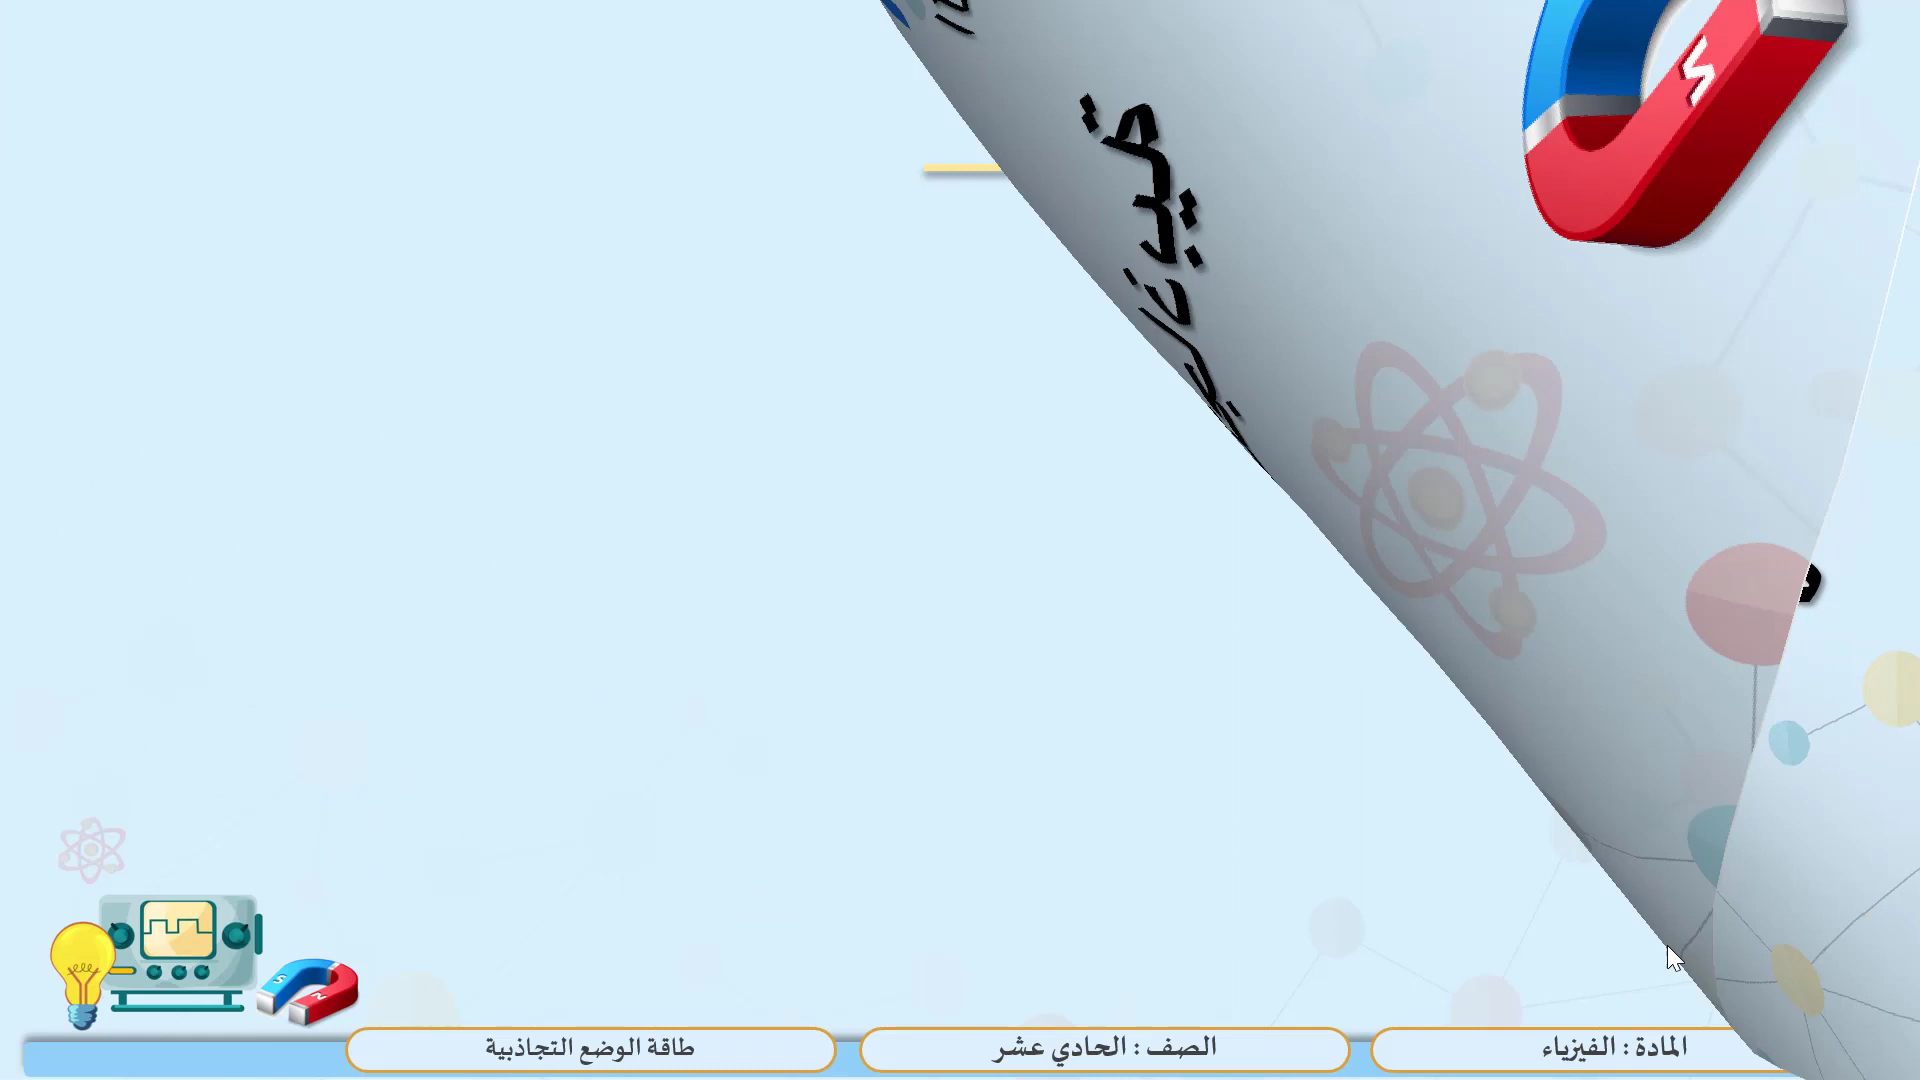 المادة : الفيزياء
الصف : الحادي عشر
طاقة الوضع التجاذبية
S
S
N